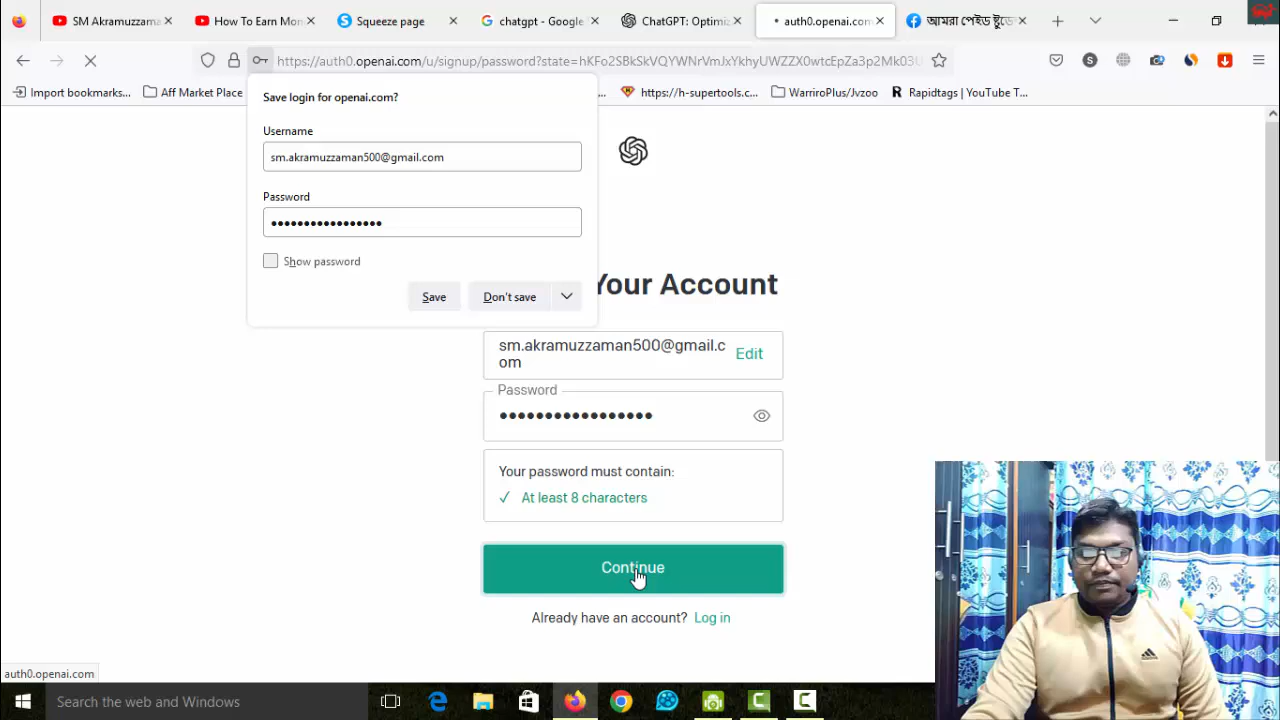 SM Akramuzzama
How To Earn Mon
Squeeze page
chatgpt - Google
ChatGPT: Optimiz
auth0.openai.com
আমরা পেইড স্টুডে
https://auth0.openai.com/u/signup/password?state=hKFo2SBkSkVQYWNrVmJxYkhyUWZZX0wtcEpZa3p2Mk03U
Import bookmarks...
Aff Market Place
https://h-supertools.c...
WarriroPlus/Jvzoo
Rapidtags | YouTube T...
Save login for openai.com?
Username
sm.akramuzzaman500@gmail.com
Password
•••••••••••••••••
Show password
Save
Don't save
Your Account
sm.akramuzzaman500@gmail.c
om
Edit
Password
•••••••••••••••••
Your password must contain:
✓ At least 8 characters
Continue
Already have an account? Log in
auth0.openai.com
Search the web and Windows